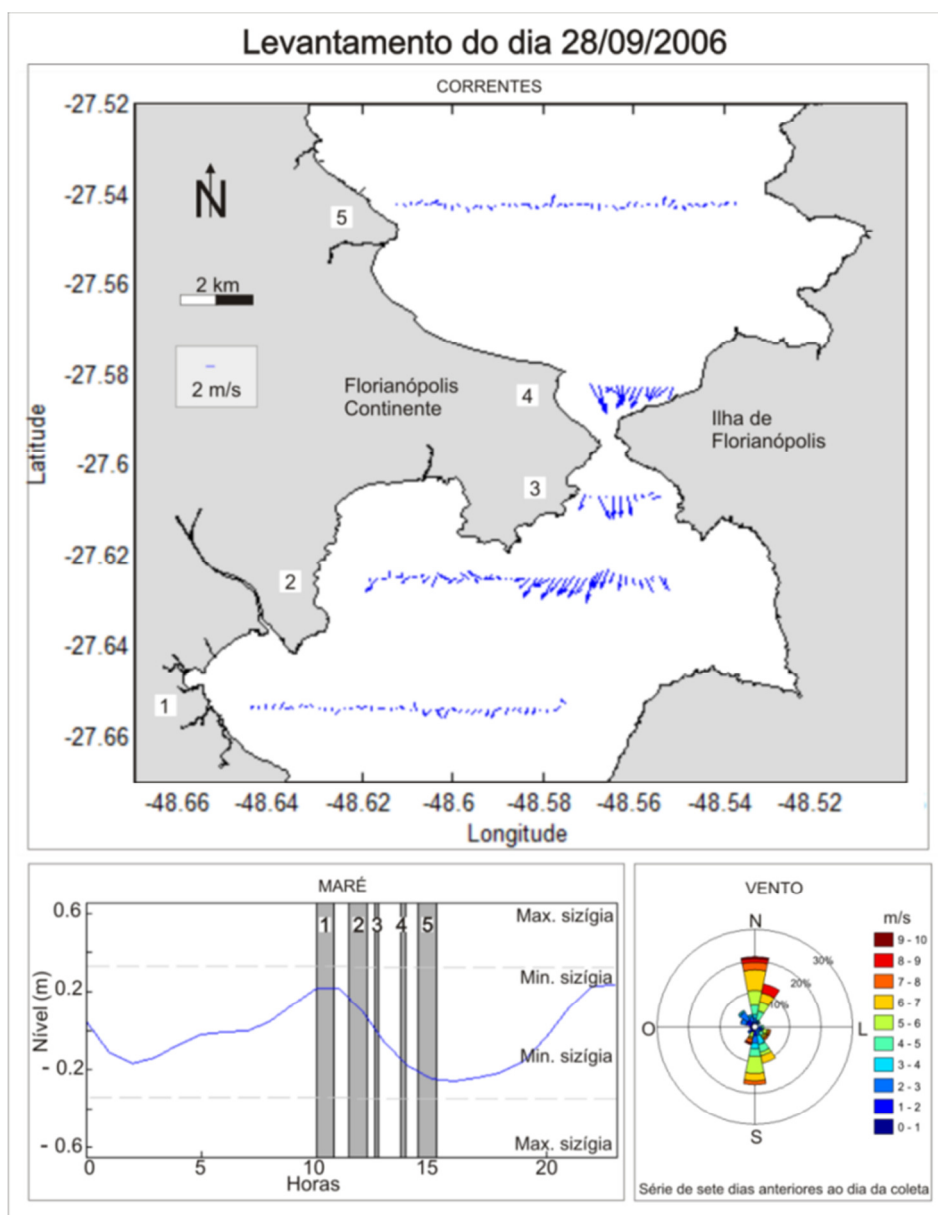 Levantamento do dia 28/09/2006
CORRENTES
-27.52
-27.54
-27.56
-27.58
-27.6
-27.62
-27.64
-27.66
Latitude
N
2 km
2 m/s
5
4
3
2
1
Florianópolis
Continente
Ilha de
Florianópolis
-48.66
-48.64
-48.62
-48.6
-48.58
-48.56
-48.54
-48.52
Longitude
MARÉ
0.6
0.2
- 0.2
- 0.6
Nível (m)
1
2
3
4
5
Max. sizígia
Min. sizígia
Min. sizígia
Max. sizígia
0
5
10
15
20
Horas
VENTO
N
O
L
S
30%
20%
10%
m/s
9 - 10
8 - 9
7 - 8
6 - 7
5 - 6
4 - 5
3 - 4
2 - 3
1 - 2
0 - 1
Série de sete dias anteriores ao dia da coleta